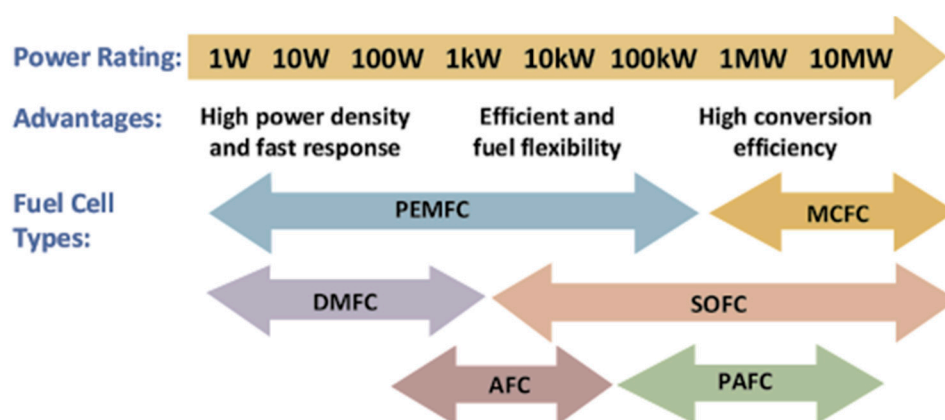 Power Rating: 1W 10W 100W 1kW 10kW 100kW 1MW 10MW
Advantages: High power density Efficient and High conversion
and fast response fuel flexibility efficiency
Fuel Cell PEMFC MCFC
Types:
DMFC SOFC
AFC PAFC